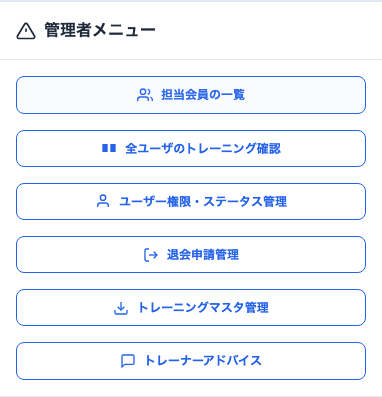 管理者メニュー
担当会員の一覧
全ユーザのトレーニング確認
ユーザー権限・ステータス管理
退会申請管理
トレーニングマスタ管理
トレーナーアドバイス